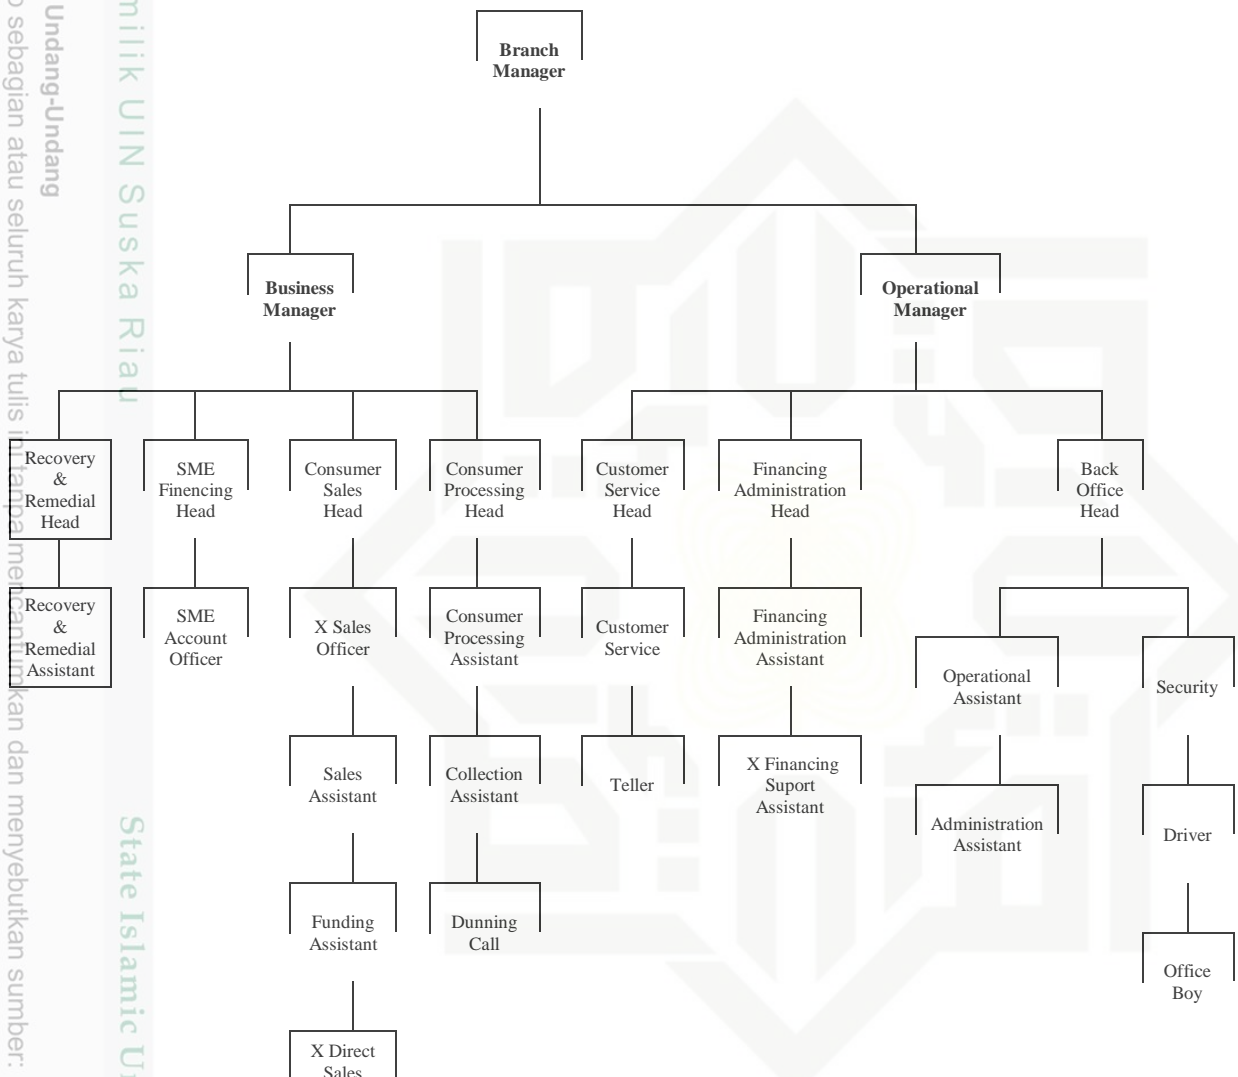 milik UIN Suska Riau
State Islamic
Undang-Undang
sebagian atau seluruh karya tulis ini tanpa mencantumkan dan menyebutkan sumber:
Branch
Manager
Business
Manager
Operational
Manager
Recovery
&
Remedial
Head
SME
Finencing
Head
Consumer
Sales
Head
Consumer
Processing
Head
Customer
Service
Head
Financing
Administration
Head
Back
Office
Head
Recovery
&
Remedial
Assistant
SME
Account
Officer
X Sales
Officer
Consumer
Processing
Assistant
Customer
Service
Financing
Administration
Assistant
Operational
Assistant
Security
Sales
Assistant
Collection
Assistant
Teller
X Financing
Suport
Assistant
Administration
Assistant
Driver
Funding
Assistant
Dunning
Call
Office
Boy
X Direct
Sales